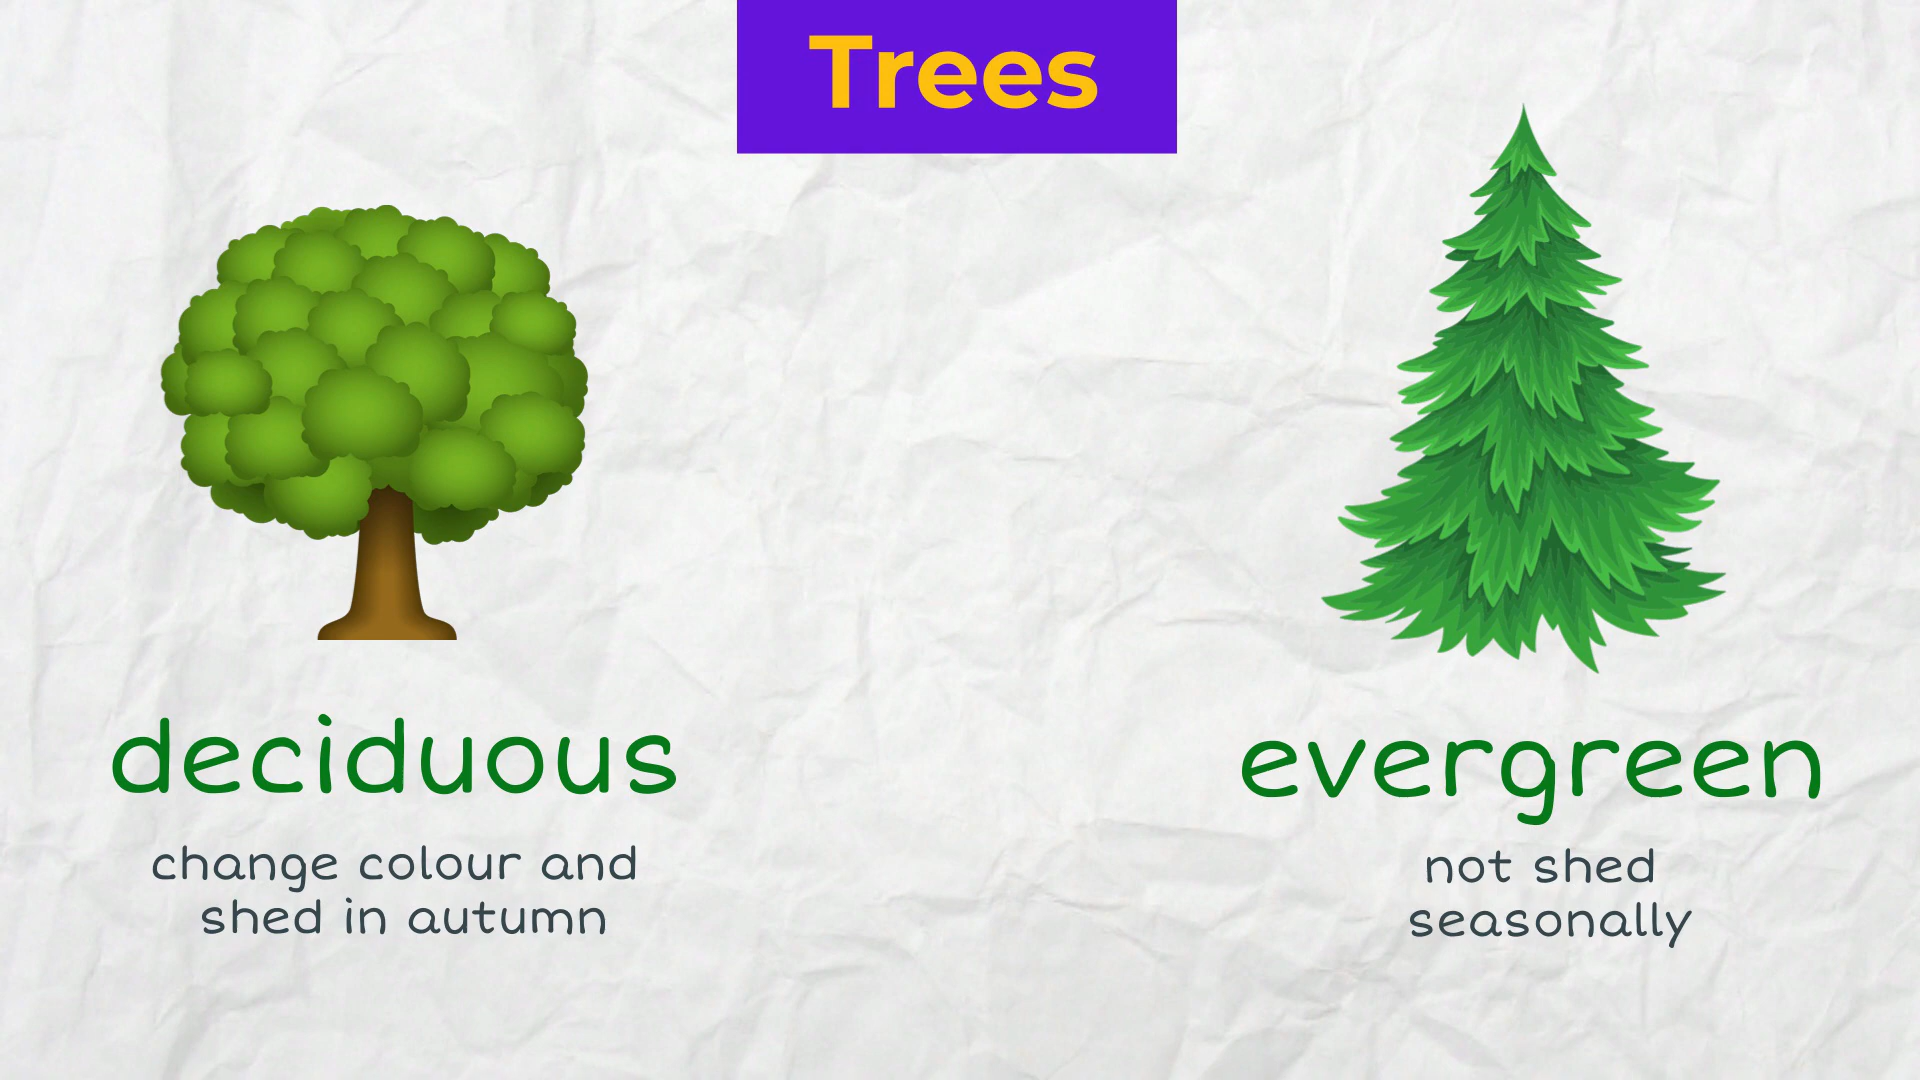 Trees
deciduous
change colour and
shed in autumn
evergreen
not shed
seasonally